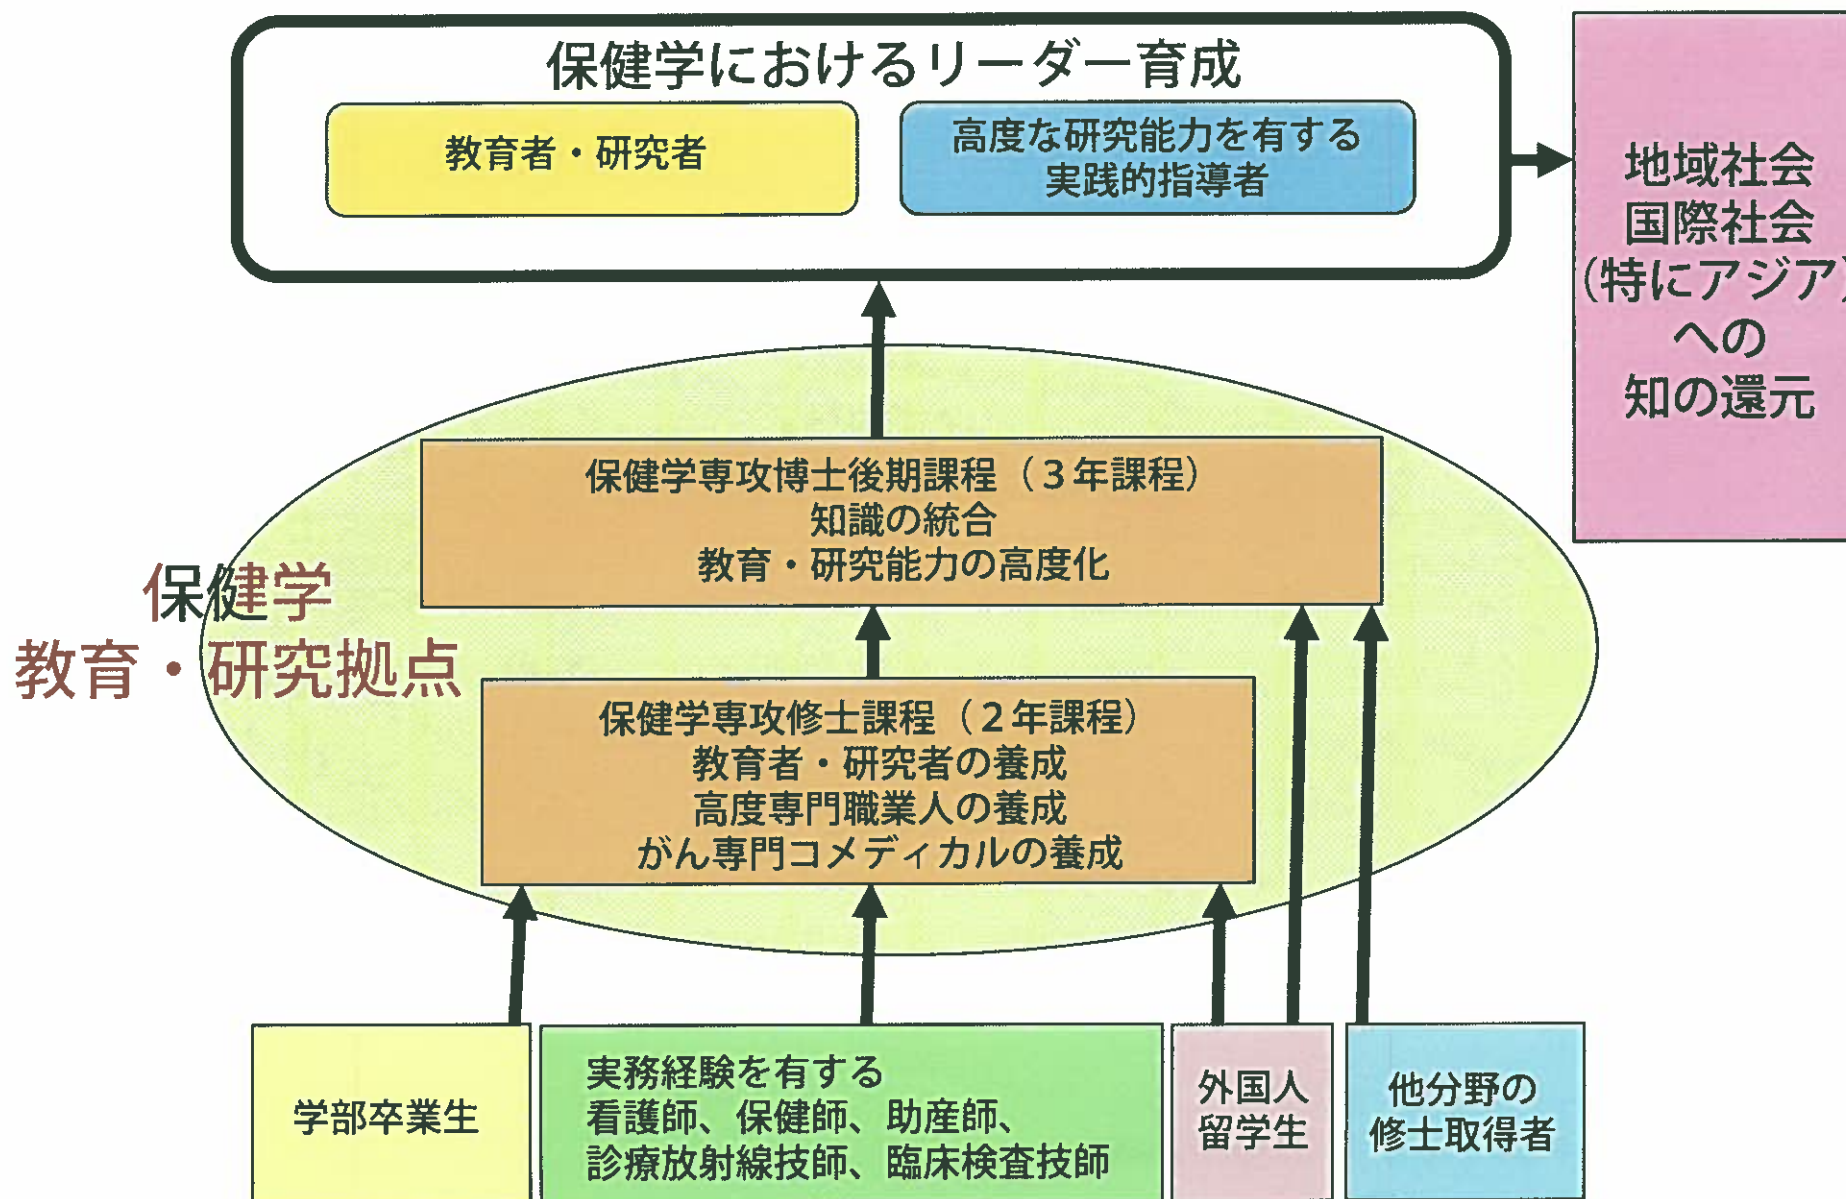 保健学におけるリーダー育成
教育者・研究者
高度な研究能力を有する
実践的指導者
地域社会
国際社会
(特にアジア)
への
知の還元
保健学専攻博士後期課程（３年課程）
知識の統合
教育・研究能力の高度化
保健学
教育・研究拠点
保健学専攻修士課程（２年課程）
教育者・研究者の養成
高度専門職業人の養成
がん専門コメディカルの養成
学部卒業生
実務経験を有する
看護師、保健師、助産師、
診療放射線技師、臨床検査技師
外国人
留学生
他分野の
修士取得者